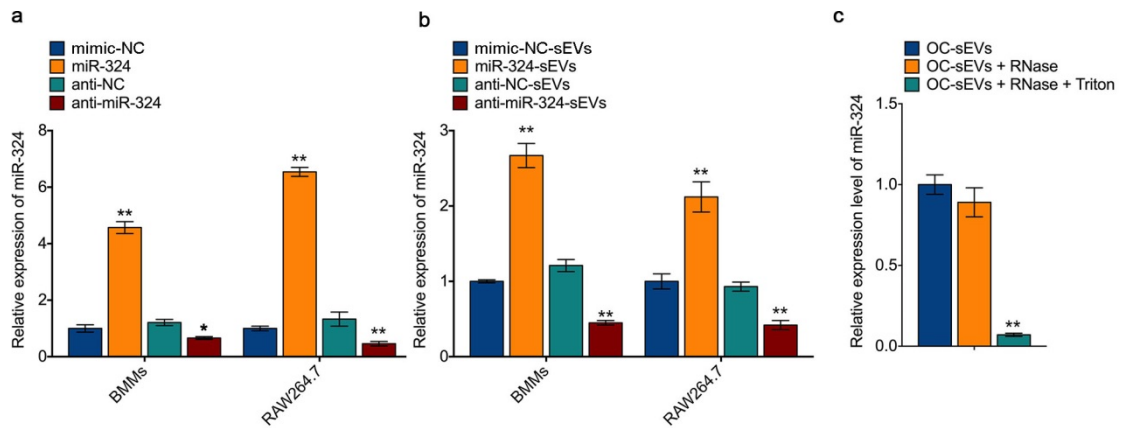 a
mimic-NC
miR-324
anti-NC
anti-miR-324
Relative expression of miR-324
8
6
4
2
0
**
**
*
**
BMMs
RAW264.7
b
mimic-NC-sEVs
miR-324-sEVs
anti-NC-sEVs
anti-miR-324-sEVs
Relative expression of miR-324
3
2
1
0
**
**
**
**
BMMs
RAW264.7
c
OC-sEVs
OC-sEVs + RNase
OC-sEVs + RNase + Triton
Relative expression level of miR-324
1.5
1.0
0.5
0.0
**